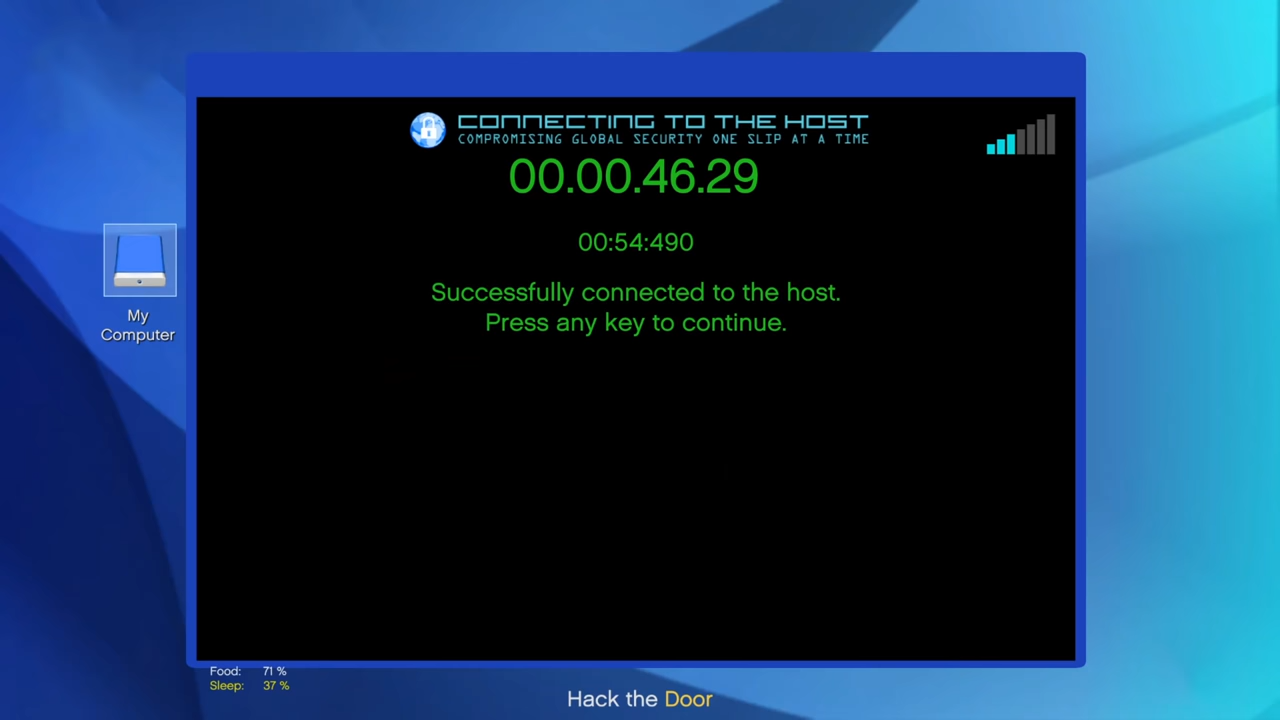 CONNECTING TO THE HOST
COMPROMISING GLOBAL SECURITY ONE SLIP AT A TIME
00.00.46.29
00:54:490
Successfully connected to the host.
Press any key to continue.
My
Computer
Food: 71 %
Sleep: 37 %
Hack the Door